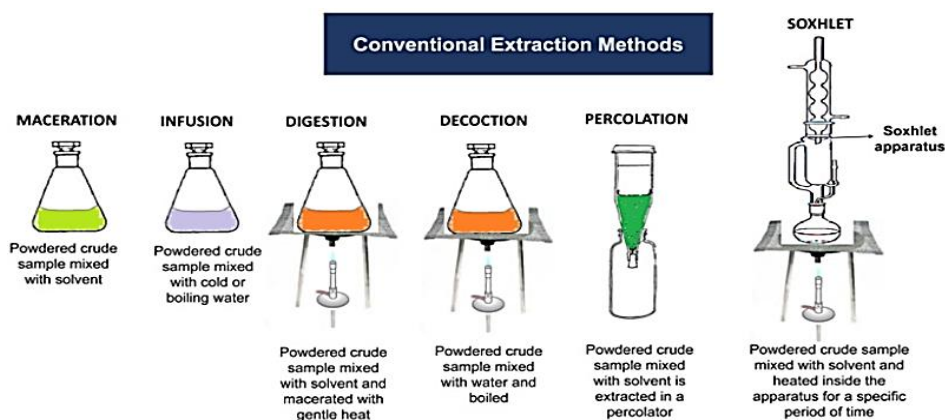 Conventional Extraction Methods
SOXHLET
MACERATION
INFUSION
DIGESTION
DECOCTION
PERCOLATION
Soxhlet
apparatus
Powdered crude
sample mixed
with solvent
Powdered crude
sample mixed
with cold or
boiling water
Powdered crude
sample mixed
with solvent and
macerated with
gentle heat
Powdered crude
sample mixed
with water and
boiled
Powdered crude
sample mixed
with solvent is
extracted in a
percolator
Powdered crude sample
mixed with solvent and
heated inside the
apparatus for a specific
period of time